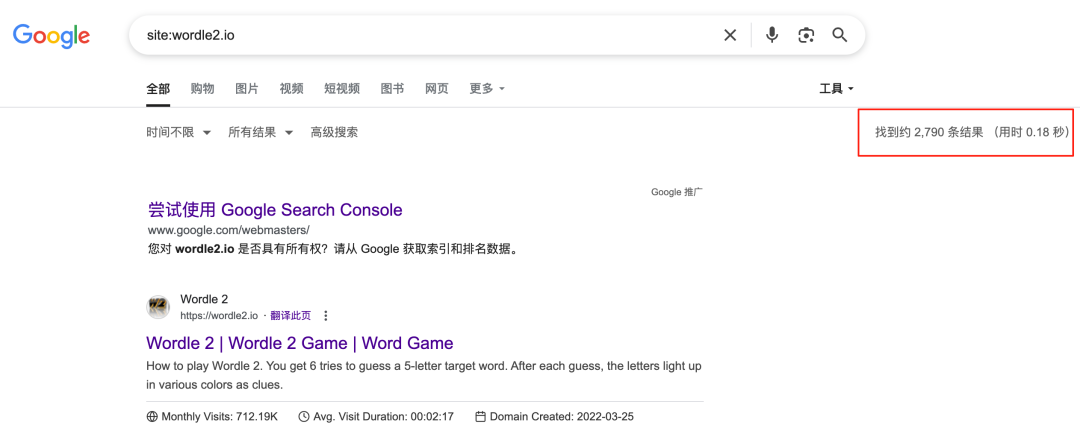 Google
site:wordle2.io
全部 购物 图片 视频 短视频 图书 网页 更多 工具
时间不限 所有结果 高级搜索 找到约 2,790 条结果 （用时 0.18 秒）
Google 推广
尝试使用 Google Search Console
www.google.com/webmasters/
您对 wordle2.io 是否具有所有权？请从 Google 获取索引和排名数据。
Wordle 2
https://wordle2.io · 翻译此页
Wordle 2 | Wordle 2 Game | Word Game
How to play Wordle 2. You get 6 tries to guess a 5-letter target word. After each guess, the letters light up
in various colors as clues.
Monthly Visits: 712.19K Avg. Visit Duration: 00:02:17 Domain Created: 2022-03-25